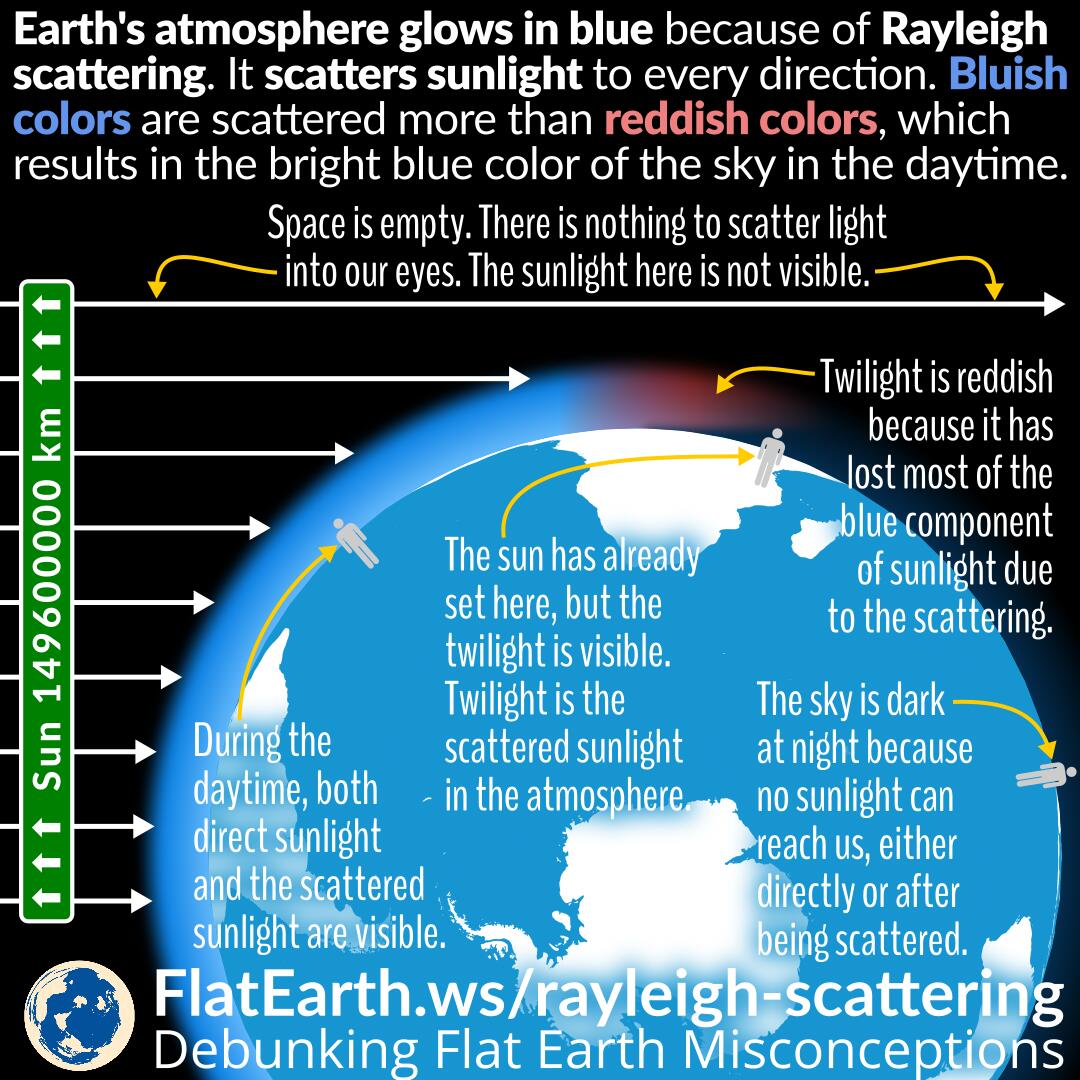 Earth's atmosphere glows in blue because of Rayleigh
scattering. It scatters sunlight to every direction. Bluish
colors are scattered more than reddish colors, which
results in the bright blue color of the sky in the daytime.
Space is empty. There is nothing to scatter light
into our eyes. The sunlight here is not visible.
Sun 149600000 km
Twilight is reddish
because it has
lost most of the
blue component
of sunlight due
to the scattering.
The sun has already
set here, but the
twilight is visible.
Twilight is the
scattered sunlight
in the atmosphere.
The sky is dark
at night because
no sunlight can
reach us, either
directly or after
being scattered.
During the
daytime, both
direct sunlight
and the scattered
sunlight are visible.
FlatEarth.ws/rayleigh-scattering
Debunking Flat Earth Misconceptions